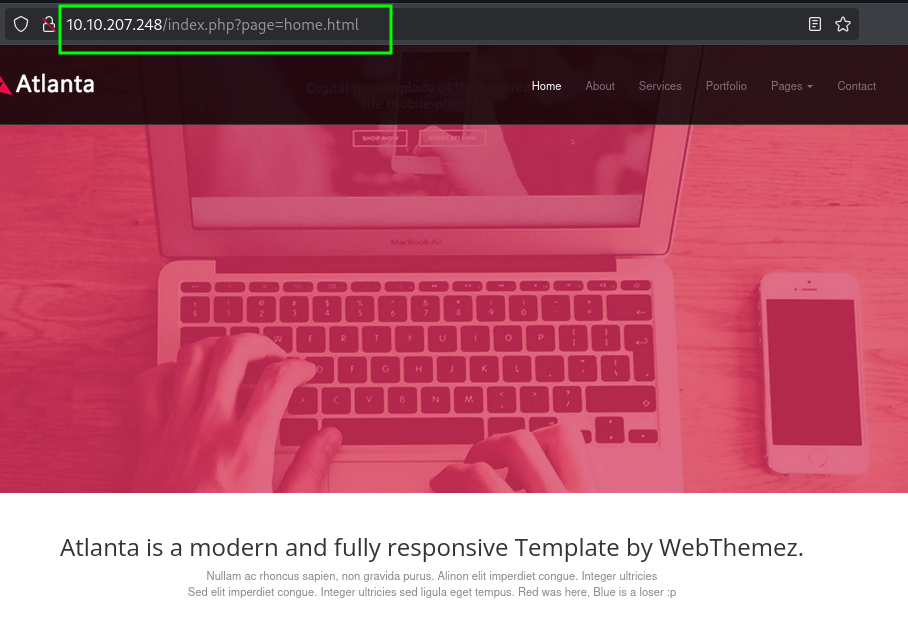 10.10.207.248/index.php?page=home.html
Atlanta
Home About Services Portfolio Pages Contact
Digital marketplace of the
life mobile photo
SHOP NOW
MacBook Air
Atlanta is a modern and fully responsive Template by WebThemez.
Nullam ac rhoncus sapien, non gravida purus. Alinon elit imperdiet congue. Integer ultricies
Sed elit imperdiet congue. Integer ultricies sed ligula eget tempus. Red was here, Blue is a loser :p